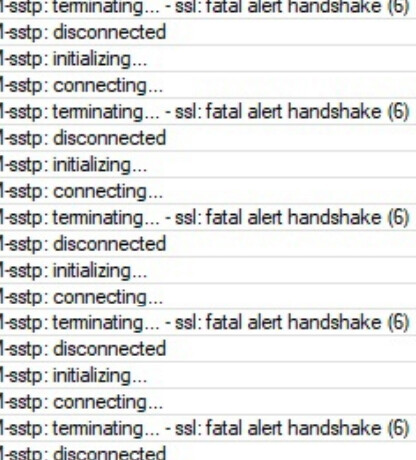 -sstp: terminating... - ssl: fatal alert handshake (6)
-sstp: disconnected
-sstp: initializing...
-sstp: connecting...
-sstp: terminating... - ssl: fatal alert handshake (6)
-sstp: disconnected
-sstp: initializing...
-sstp: connecting...
-sstp: terminating... - ssl: fatal alert handshake (6)
-sstp: disconnected
-sstp: initializing...
-sstp: connecting...
-sstp: terminating... - ssl: fatal alert handshake (6)
-sstp: disconnected
-sstp: initializing...
-sstp: connecting...
-sstp: terminating... - ssl: fatal alert handshake (6)
-sstp: disconnected